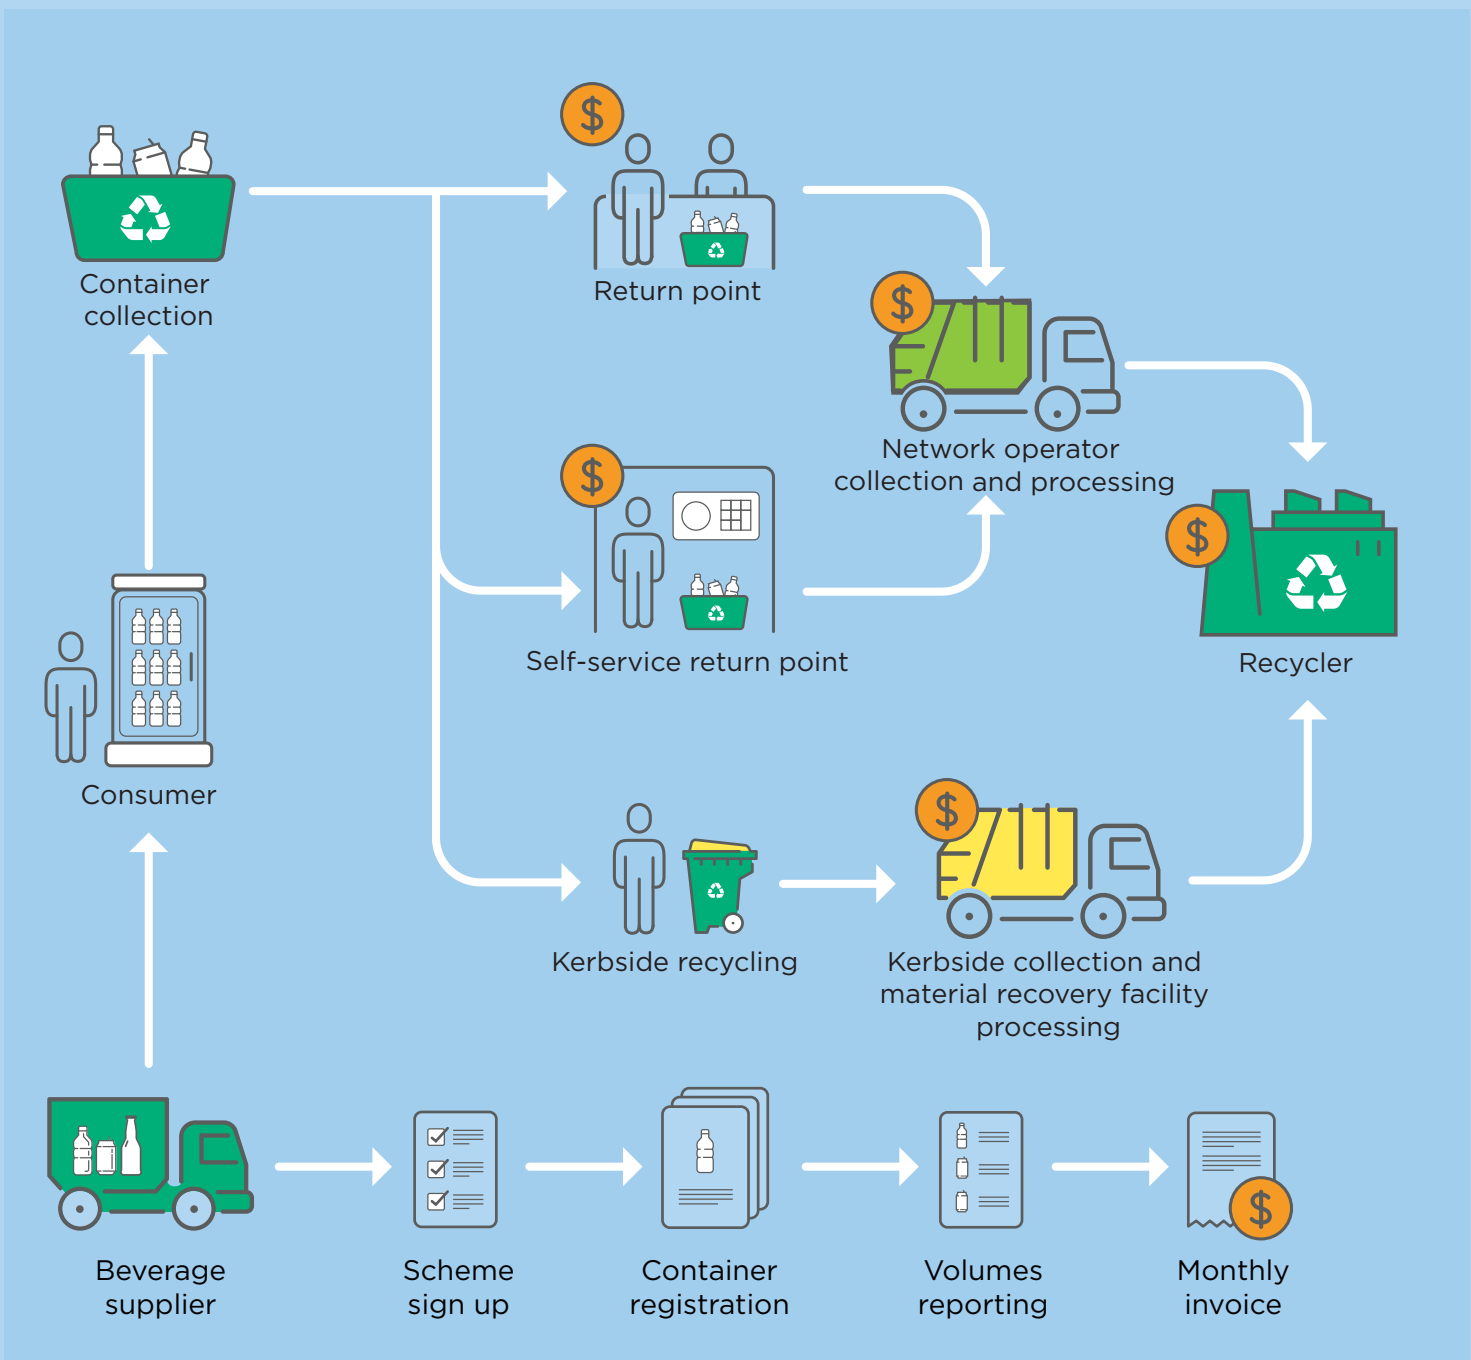 $
Container
collection
Return point
$
Network operator
collection and processing
$
Self-service return point
$
Recycler
Consumer
Kerbside recycling
$
Kerbside collection and
material recovery facility
processing
Beverage
supplier
Scheme
sign up
Container
registration
Volumes
reporting
$
Monthly
invoice